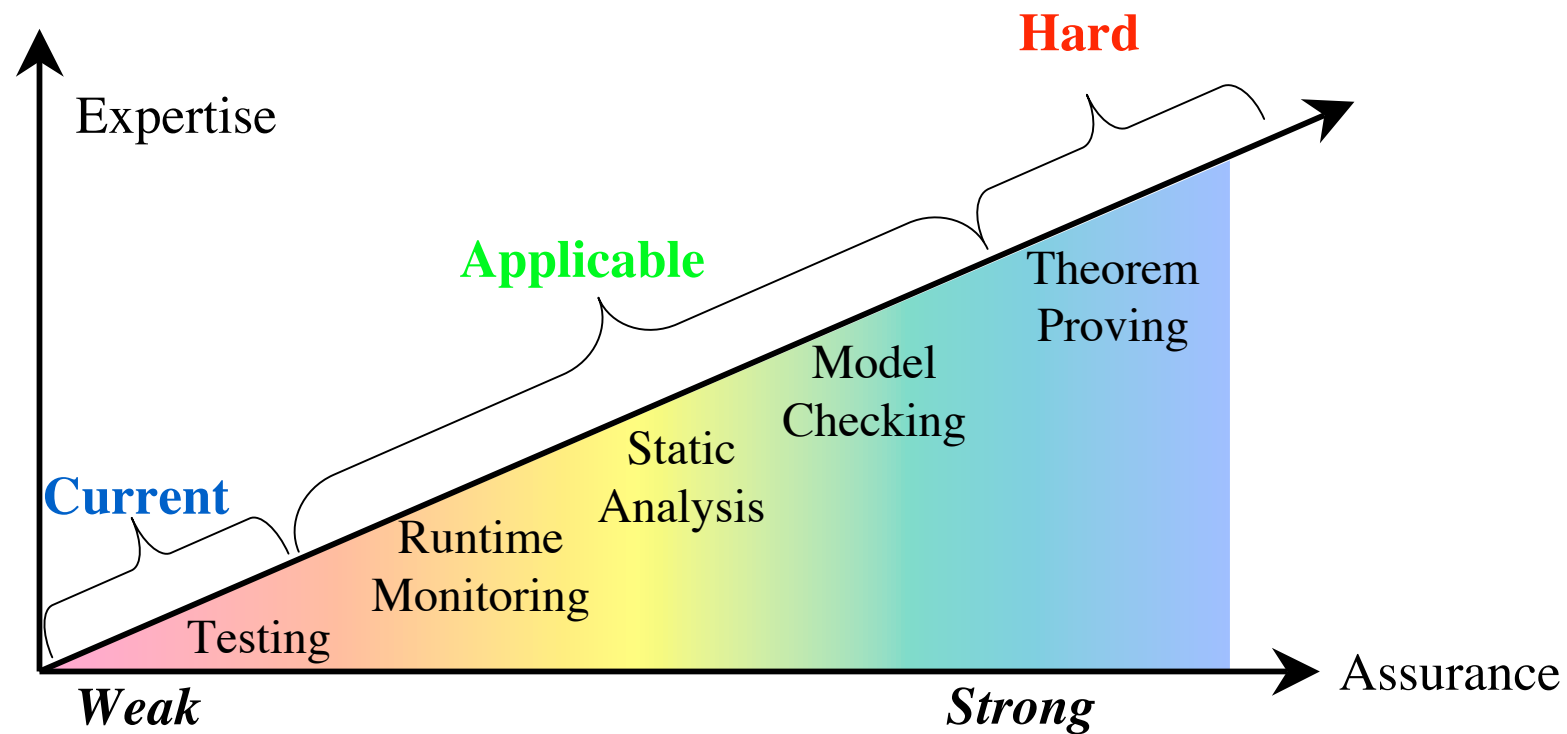 Hard
Expertise
Applicable
Theorem
Proving
Model
Checking
Static
Analysis
Current
Runtime
Monitoring
Testing
Assurance
Weak
Strong